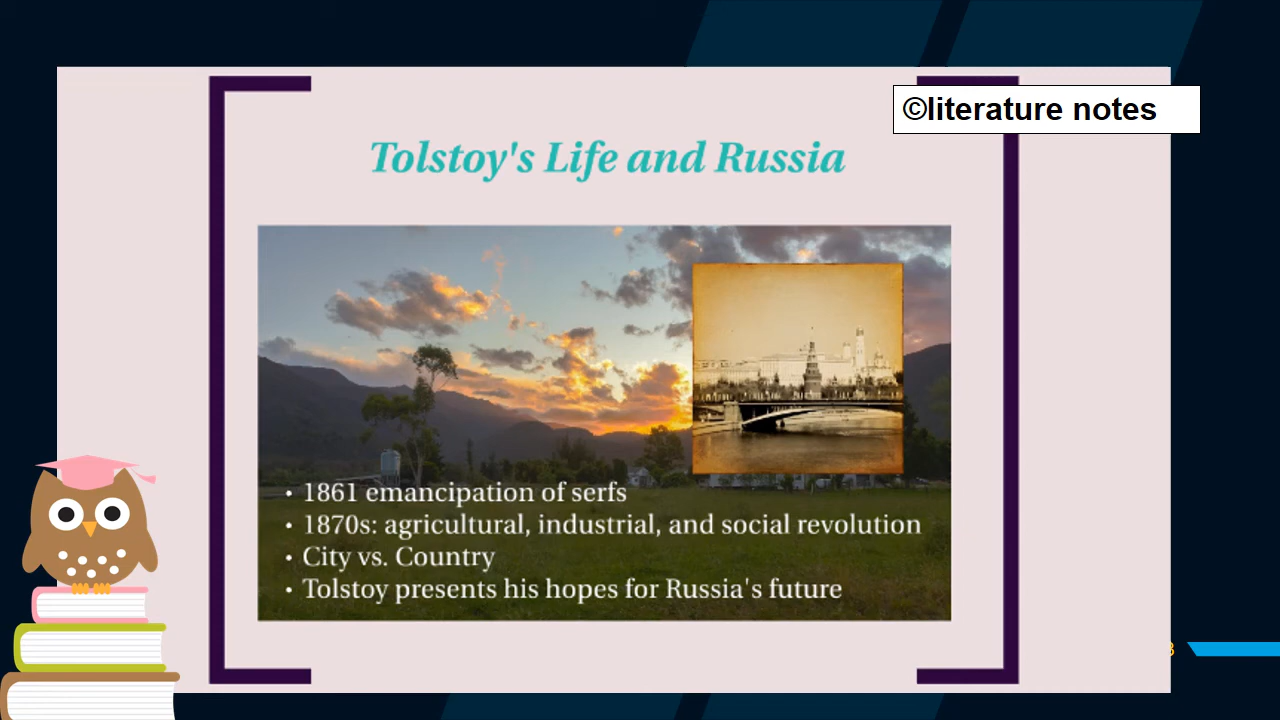 ©literature notes
Tolstoy's Life and Russia
• 1861 emancipation of serfs
• 1870s: agricultural, industrial, and social revolution
• City vs. Country
• Tolstoy presents his hopes for Russia's future